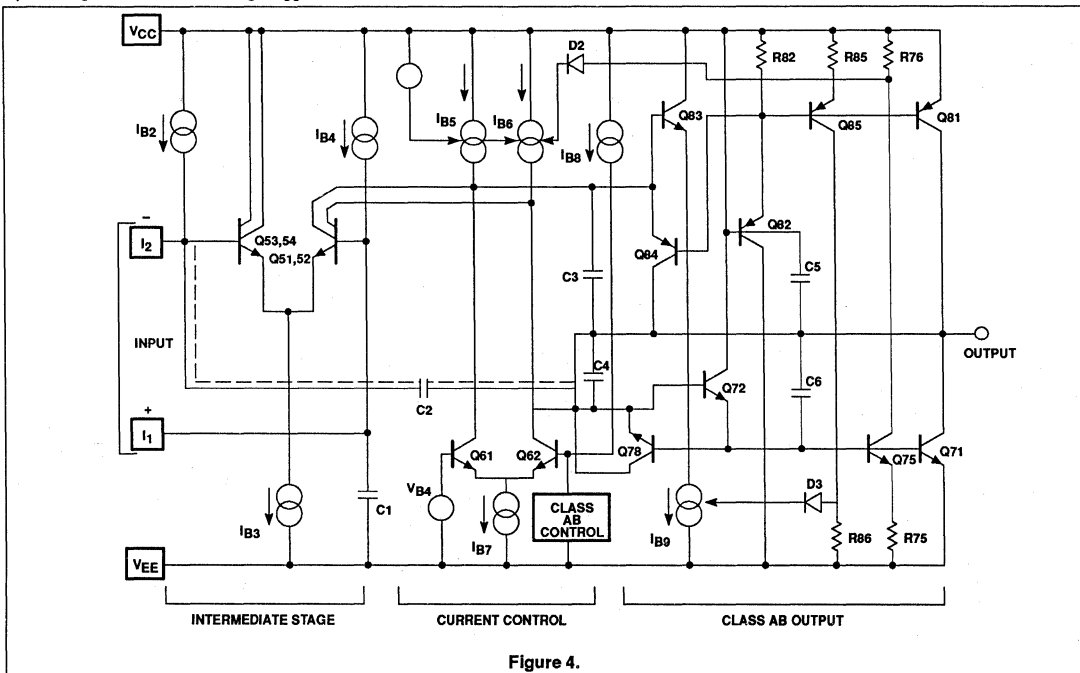 VCC
D2
R82
R85
R76
IB2
IB4
IB5
IB6
IB8
Q83
Q85
Q81
−
I2
Q53,54
Q51,52
Q84
Q82
C3
C5
INPUT
OUTPUT
C4
C2
Q72
C6
+
I1
Q61
Q62
Q78
Q75
Q71
VB4
CLASS
AB
CONTROL
D3
IB3
C1
IB7
IB9
R86
R75
VEE
INTERMEDIATE STAGE
CURRENT CONTROL
CLASS AB OUTPUT
Figure 4.